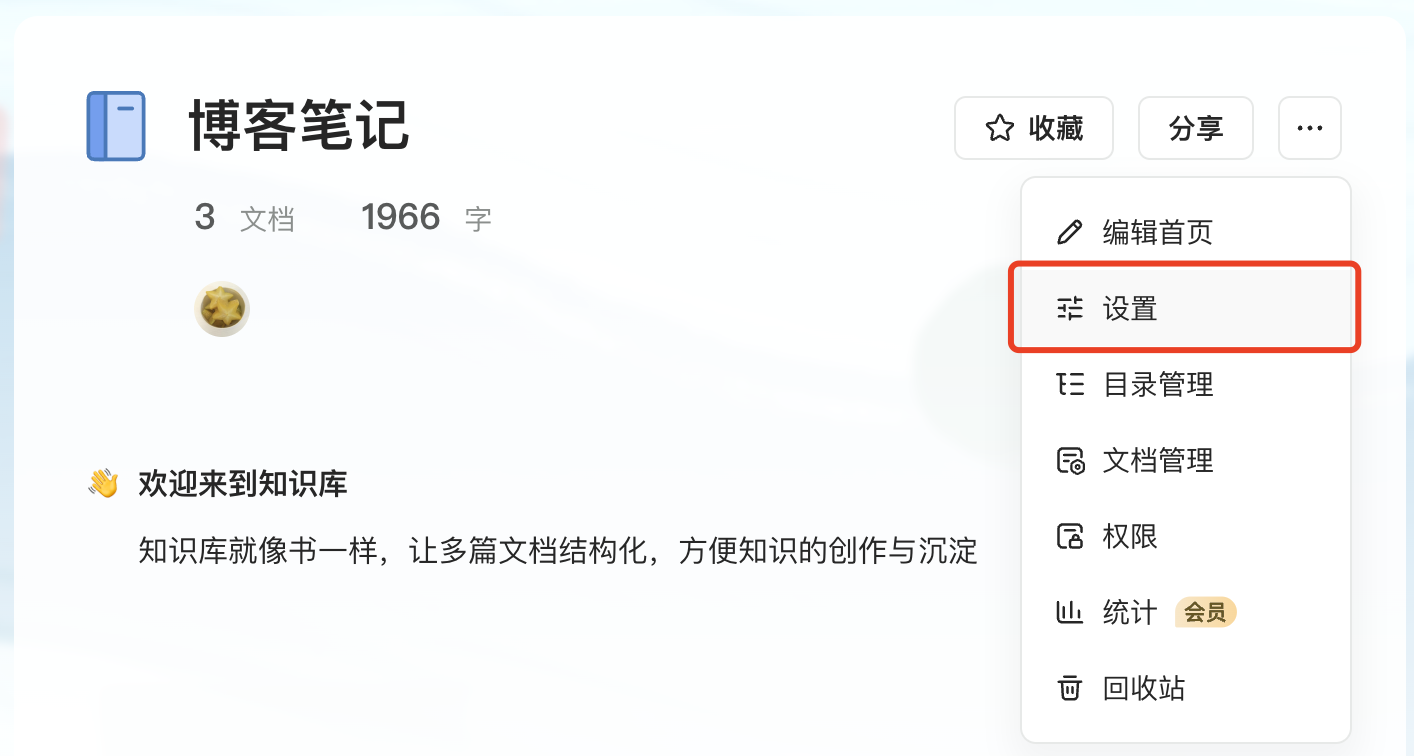 博客笔记
收藏
分享
3 文档 1966 字
编辑首页
设置
目录管理
文档管理
权限
统计 会员
回收站
👋 欢迎来到知识库
知识库就像书一样，让多篇文档结构化，方便知识的创作与沉淀